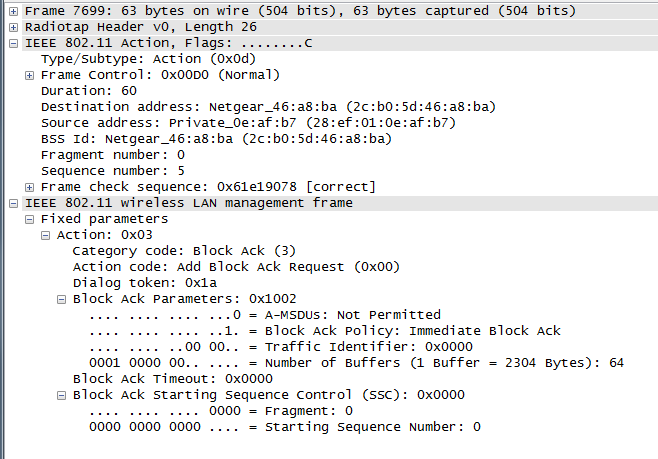 Frame 7699: 63 bytes on wire (504 bits), 63 bytes captured (504 bits)
Radiotap Header v0, Length 26
IEEE 802.11 Action, Flags: ........C
Type/Subtype: Action (0x0d)
Frame Control: 0x00D0 (Normal)
Duration: 60
Destination address: Netgear_46:a8:ba (2c:b0:5d:46:a8:ba)
Source address: Private_0e:af:b7 (28:ef:01:0e:af:b7)
BSS Id: Netgear_46:a8:ba (2c:b0:5d:46:a8:ba)
Fragment number: 0
Sequence number: 5
Frame check sequence: 0x61e19078 [correct]
IEEE 802.11 wireless LAN management frame
Fixed parameters
Action: 0x03
Category code: Block Ack (3)
Action code: Add Block Ack Request (0x00)
Dialog token: 0x1a
Block Ack Parameters: 0x1002
.... .... .... ...0 = A-MSDUs: Not Permitted
.... .... .... ..1. = Block Ack Policy: Immediate Block Ack
.... .... ..00 00.. = Traffic Identifier: 0x0000
0001 0000 00.. .... = Number of Buffers (1 Buffer = 2304 Bytes): 64
Block Ack Timeout: 0x0000
Block Ack Starting Sequence Control (SSC): 0x0000
.... .... .... 0000 = Fragment: 0
0000 0000 0000 .... = Starting Sequence Number: 0